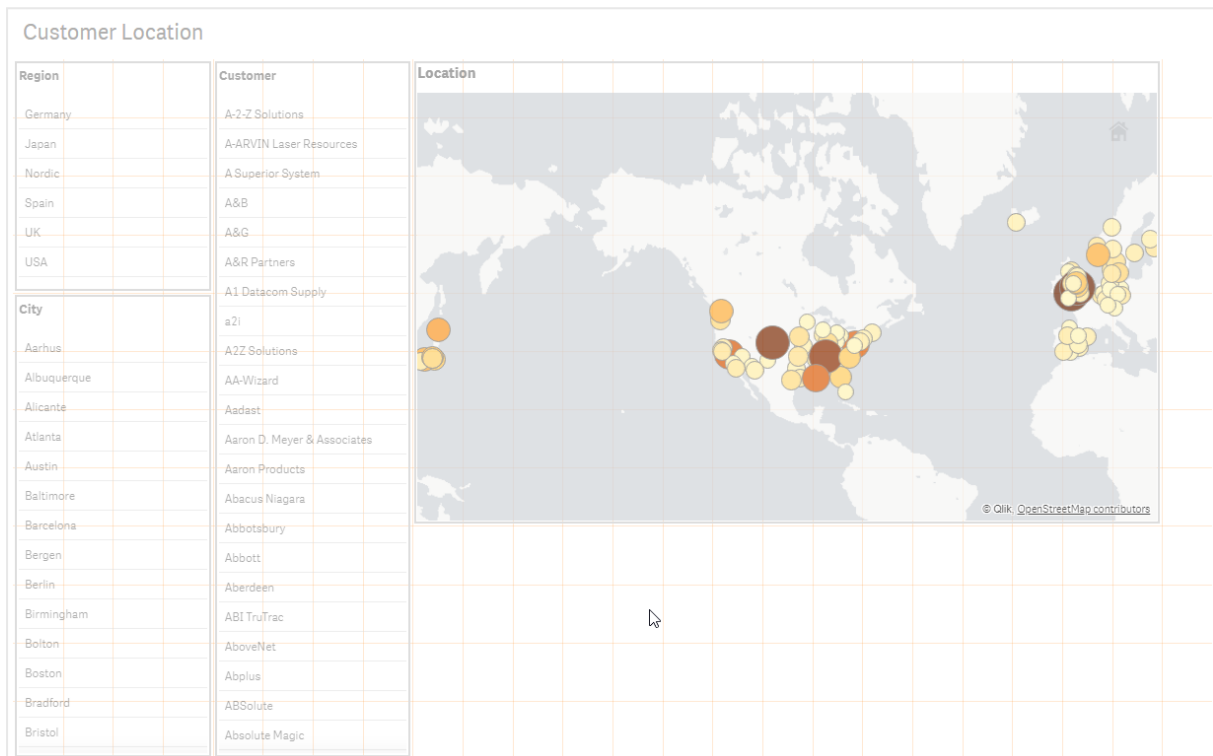 Customer Location
Region
Germany
Japan
Nordic
Spain
UK
USA
City
Aarhus
Albuquerque
Alicante
Atlanta
Austin
Baltimore
Barcelona
Bergen
Berlin
Birmingham
Bolton
Boston
Bradford
Bristol
Customer
A-2-Z Solutions
A-ARVIN Laser Resources
A Superior System
A&B
A&G
A&R Partners
A1 Datacom Supply
a2i
A2Z Solutions
AA-Wizard
Aadast
Aaron D. Meyer & Associates
Aaron Products
Abacus Niagara
Abbotsbury
Abbott
Aberdeen
ABI TruTrac
AboveNet
Abplus
ABSolute
Absolute Magic
Location
© Qlik, OpenStreetMap contributors